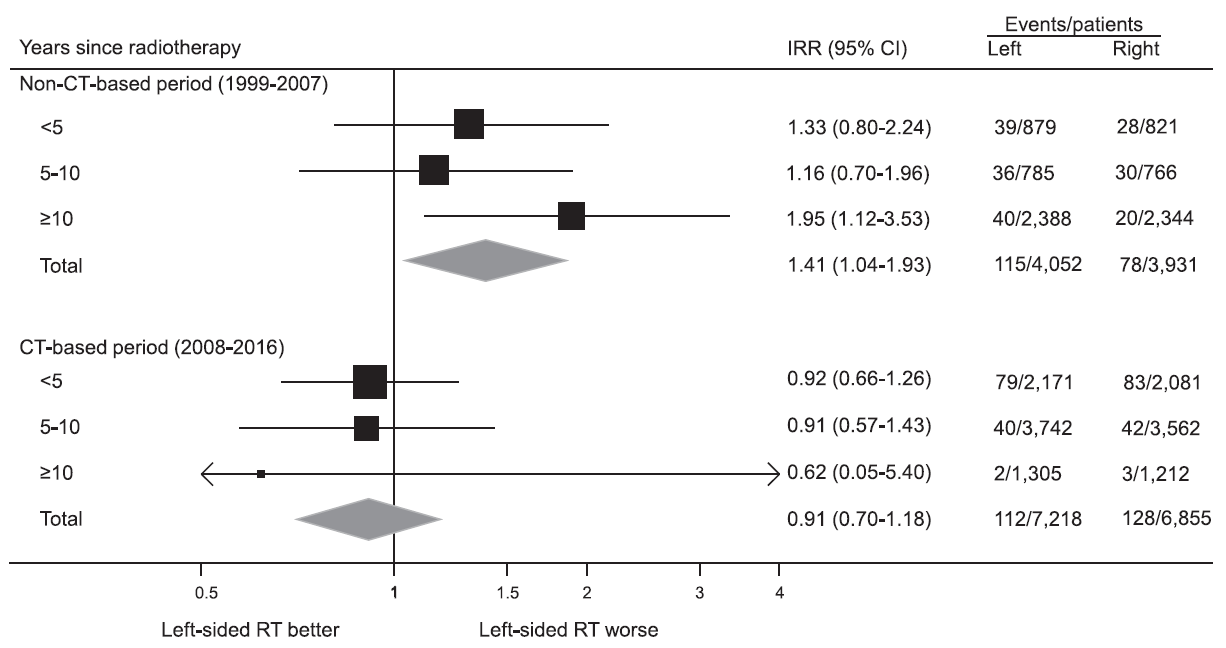 Events/patients
Years since radiotherapy IRR (95% CI) Left Right
Non-CT-based period (1999-2007)
<5 1.33 (0.80-2.24) 39/879 28/821
5-10 1.16 (0.70-1.96) 36/785 30/766
≥10 1.95 (1.12-3.53) 40/2,388 20/2,344
Total 1.41 (1.04-1.93) 115/4,052 78/3,931
CT-based period (2008-2016)
<5 0.92 (0.66-1.26) 79/2,171 83/2,081
5-10 0.91 (0.57-1.43) 40/3,742 42/3,562
≥10 0.62 (0.05-5.40) 2/1,305 3/1,212
Total 0.91 (0.70-1.18) 112/7,218 128/6,855
0.5 1 1.5 2 3 4
Left-sided RT better Left-sided RT worse